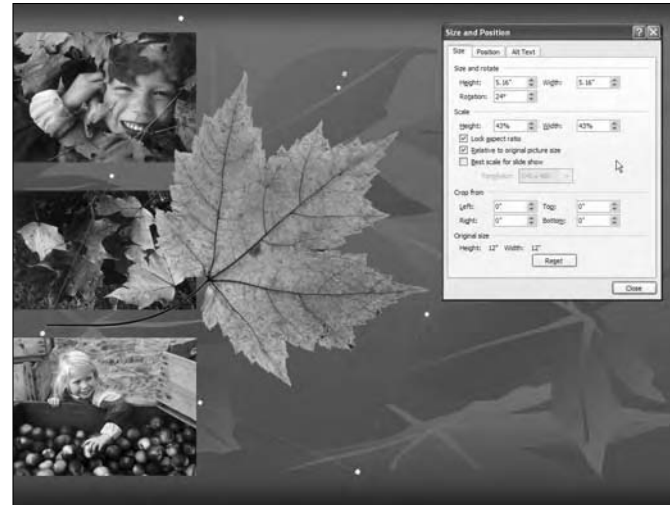 Size and Position
Size Position Alt Text
Size and rotate
Height: 5.16" Width: 5.16"
Rotation: 24°
Scale
Height: 43% Width: 43%
Lock aspect ratio
Relative to original picture size
Best scale for slide show
Crop from
Left: 0" Top: 0"
Right: 0" Bottom: 0"
Original size
Height: 12" Width: 12"
Reset
Close